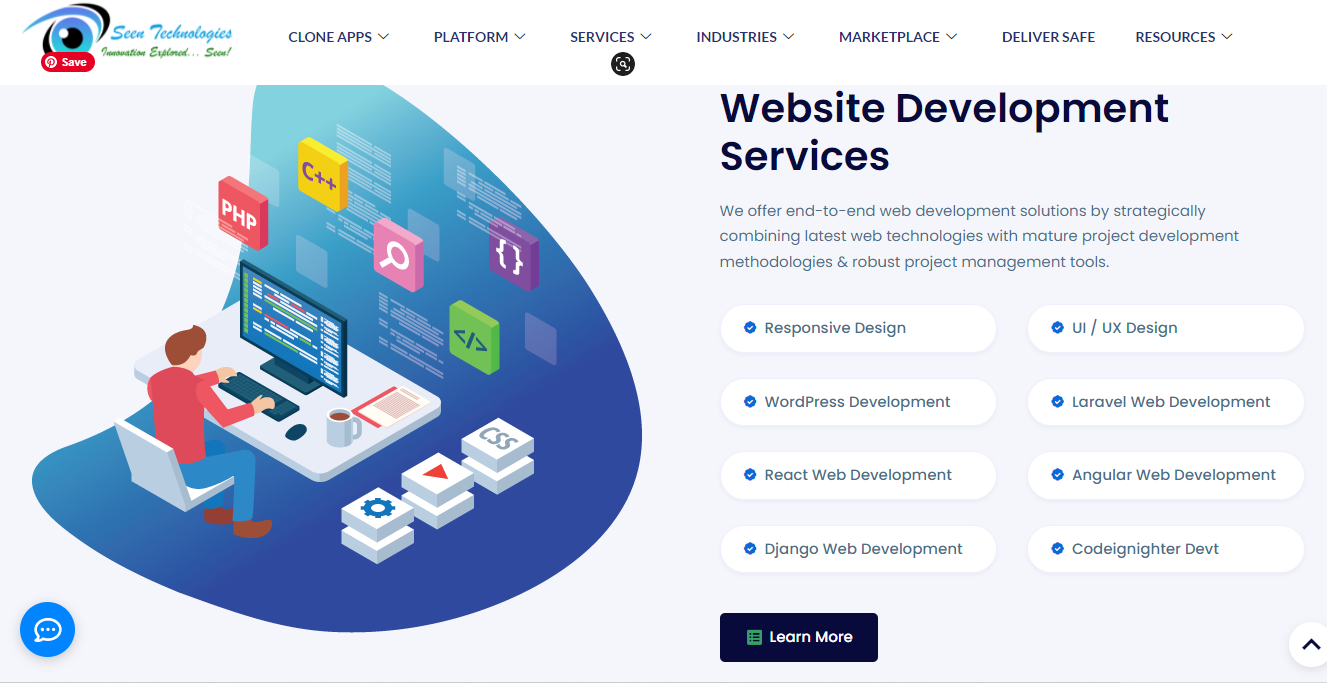 Seen Technologies
Innovation Explored... Seen!
Save
CLONE APPS
PLATFORM
SERVICES
INDUSTRIES
MARKETPLACE
DELIVER SAFE
RESOURCES
C++
PHP
{}
</>
CSS
Website Development
Services
We offer end-to-end web development solutions by strategically
combining latest web technologies with mature project development
methodologies & robust project management tools.
Responsive Design
UI / UX Design
WordPress Development
Laravel Web Development
React Web Development
Angular Web Development
Django Web Development
Codeignighter Devt
Learn More